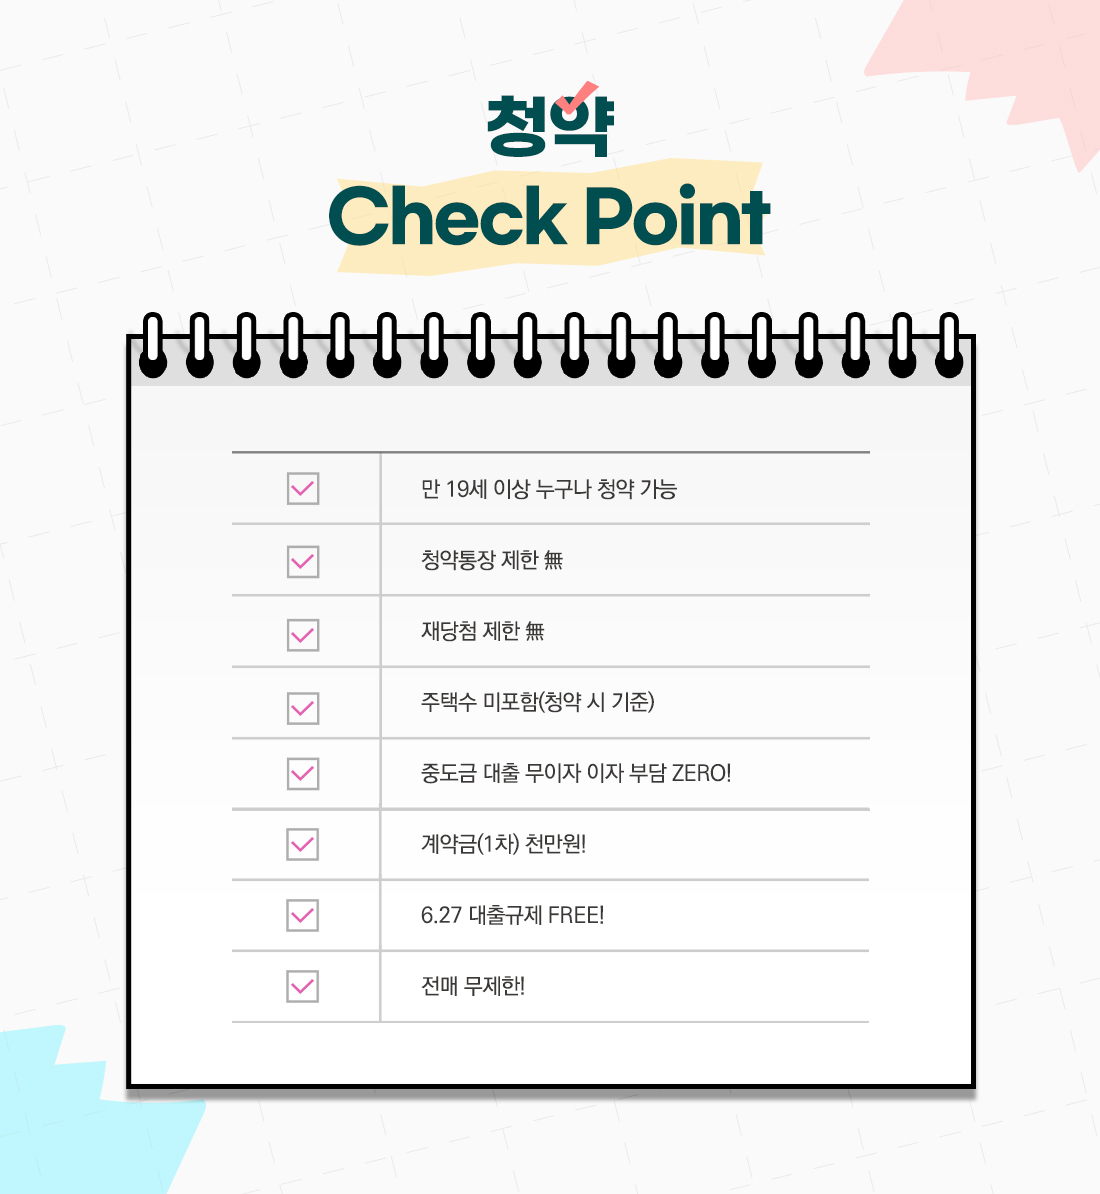 청약
Check Point
만 19세 이상 누구나 청약 가능
청약통장 제한 無
재당첨 제한 無
주택수 미포함(청약 시 기준)
중도금 대출 무이자 이자 부담 ZERO!
계약금(1차) 천만원!
6.27 대출규제 FREE!
전매 무제한!